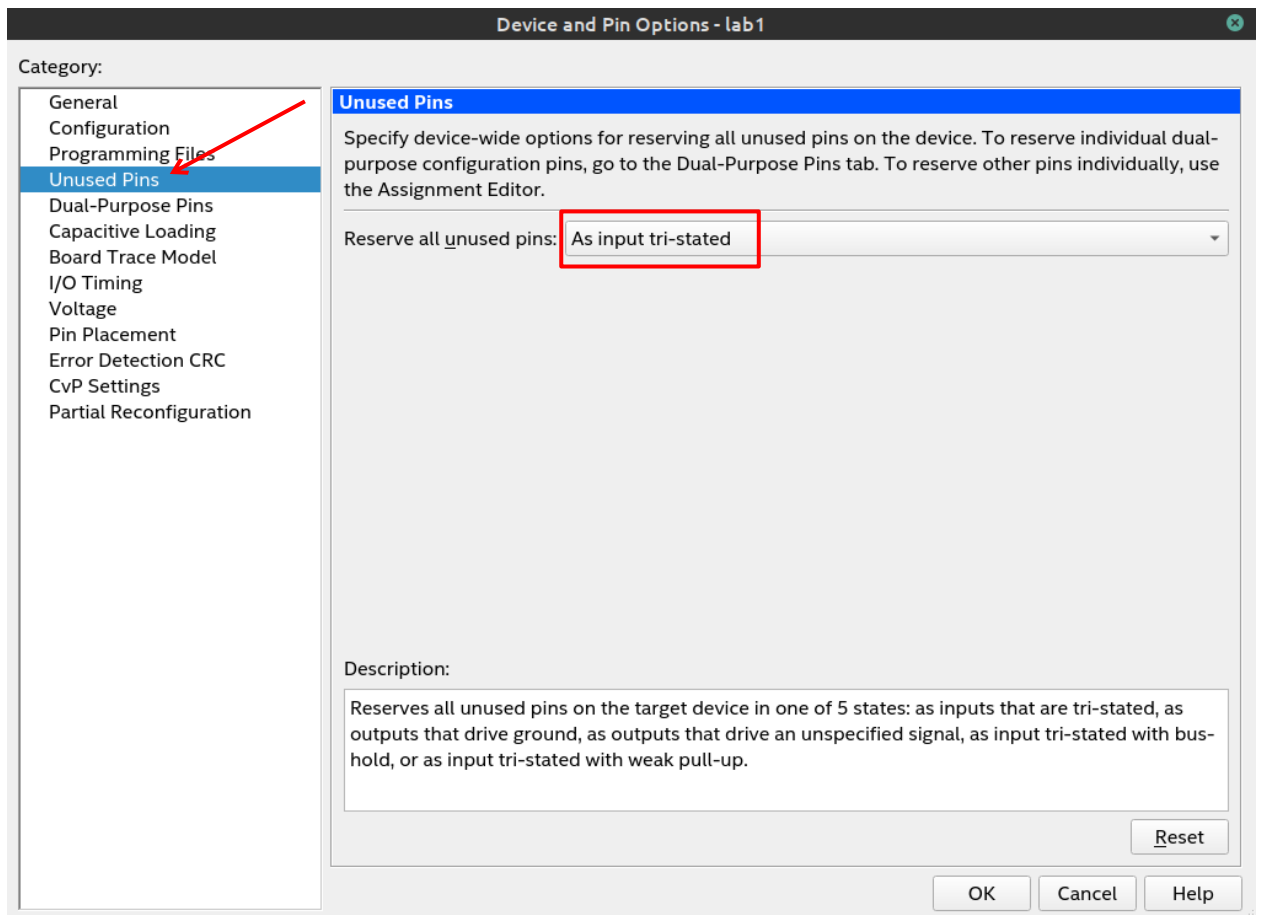 Device and Pin Options - lab1
Category:
General
Configuration
Programming Files
Unused Pins
Dual-Purpose Pins
Capacitive Loading
Board Trace Model
I/O Timing
Voltage
Pin Placement
Error Detection CRC
CvP Settings
Partial Reconfiguration
Unused Pins
Specify device-wide options for reserving all unused pins on the device. To reserve individual dual-
purpose configuration pins, go to the Dual-Purpose Pins tab. To reserve other pins individually, use
the Assignment Editor.
Reserve all unused pins: As input tri-stated
Description:
Reserves all unused pins on the target device in one of 5 states: as inputs that are tri-stated, as
outputs that drive ground, as outputs that drive an unspecified signal, as input tri-stated with bus-
hold, or as input tri-stated with weak pull-up.
Reset
OK Cancel Help